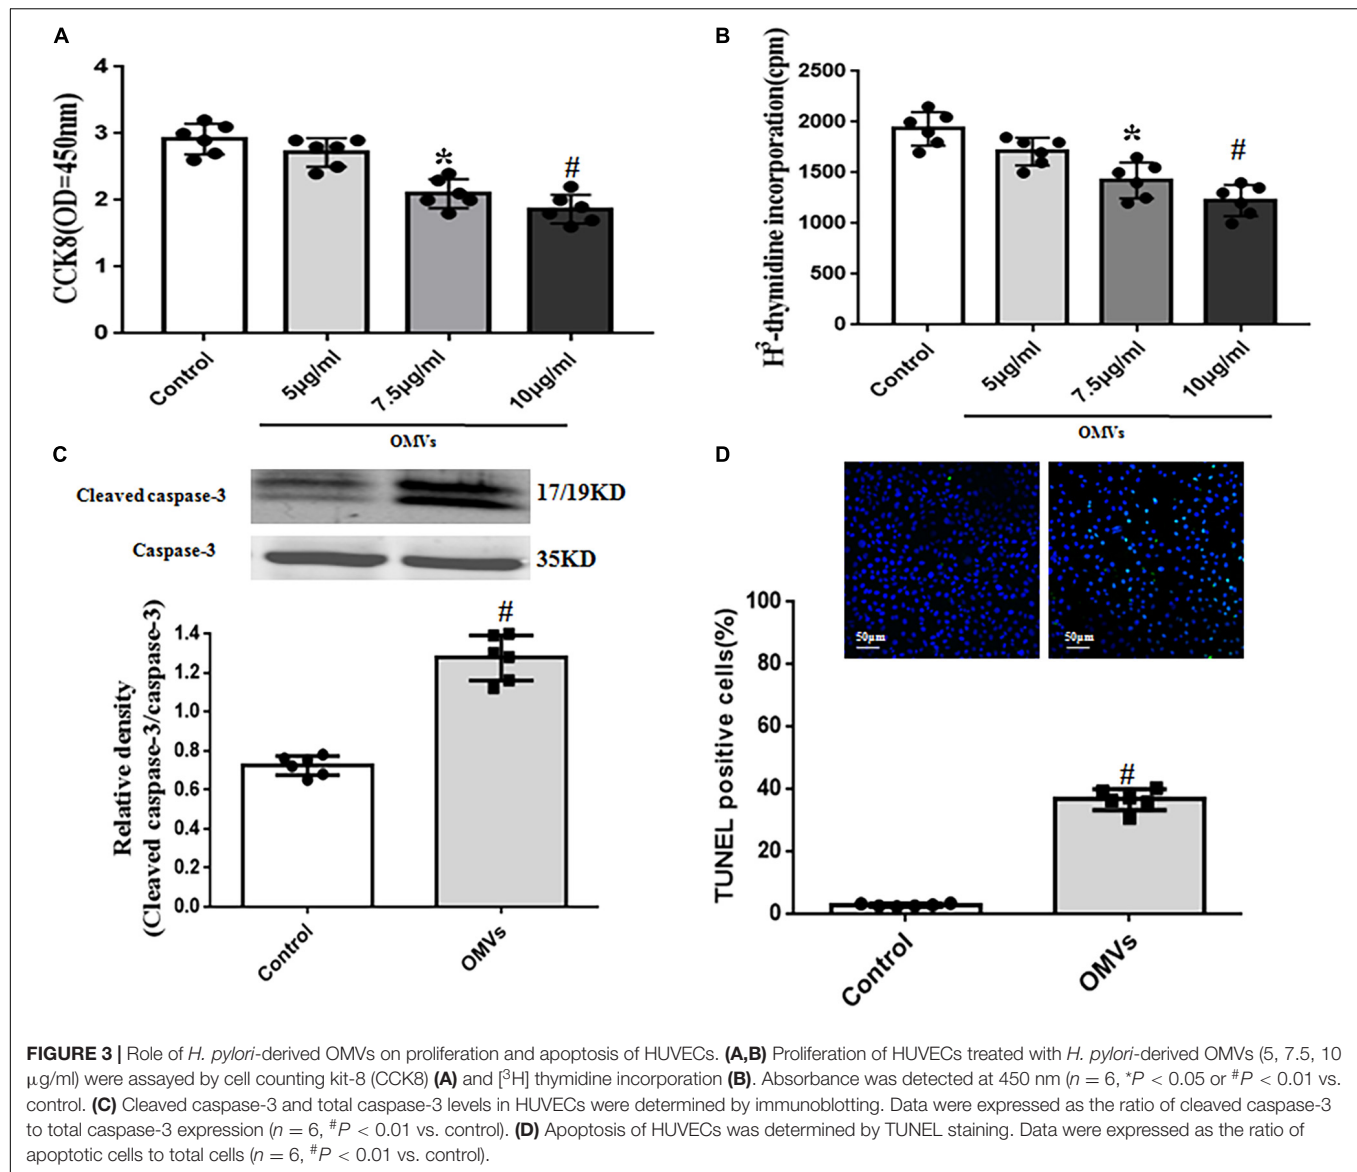 A
CCK8(OD=450nm)
4
3
2
1
0
*
#
Control
5μg/ml
7.5μg/ml
10μg/ml
OMVs
B
H3-thymidine incorporation(cpm)
2500
2000
1500
1000
500
0
*
#
Control
5μg/ml
7.5μg/ml
10μg/ml
OMVs
C
Cleaved caspase-3
17/19KD
Caspase-3
35KD
Relative density
(Cleaved caspase-3/caspase-3)
1.4
1.2
1.0
0.8
0.6
0.4
0.2
0.0
#
Control
OMVs
D
50μm
50μm
TUNEL positive cells(%)
100
80
60
40
20
0
#
Control
OMVs
FIGURE 3 | Role of H. pylori-derived OMVs on proliferation and apoptosis of HUVECs. (A,B) Proliferation of HUVECs treated with H. pylori-derived OMVs (5, 7.5, 10
μg/ml) were assayed by cell counting kit-8 (CCK8) (A) and [3H] thymidine incorporation (B). Absorbance was detected at 450 nm (n = 6, *P < 0.05 or #P < 0.01 vs.
control. (C) Cleaved caspase-3 and total caspase-3 levels in HUVECs were determined by immunoblotting. Data were expressed as the ratio of cleaved caspase-3
to total caspase-3 expression (n = 6, #P < 0.01 vs. control). (D) Apoptosis of HUVECs was determined by TUNEL staining. Data were expressed as the ratio of
apoptotic cells to total cells (n = 6, #P < 0.01 vs. control).